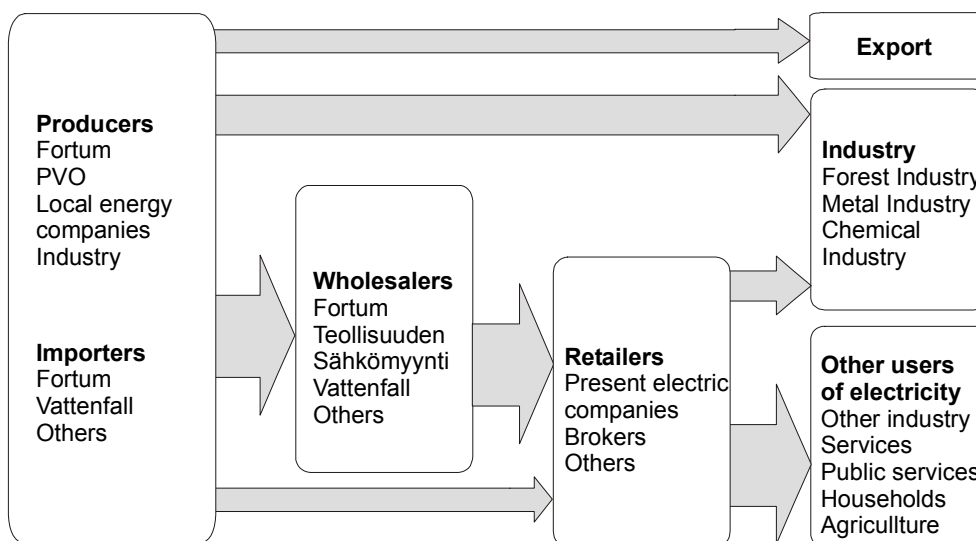 Producers
Fortum
PVO
Local energy
companies
Industry
Importers
Fortum
Vattenfall
Others
Wholesalers
Fortum
Teollisuuden
Sähkömyynti
Vattenfall
Others
Retailers
Present electric
companies
Brokers
Others
Export
Industry
Forest Industry
Metal Industry
Chemical
Industry
Other users
of electricity
Other industry
Services
Public services
Households
Agricullture